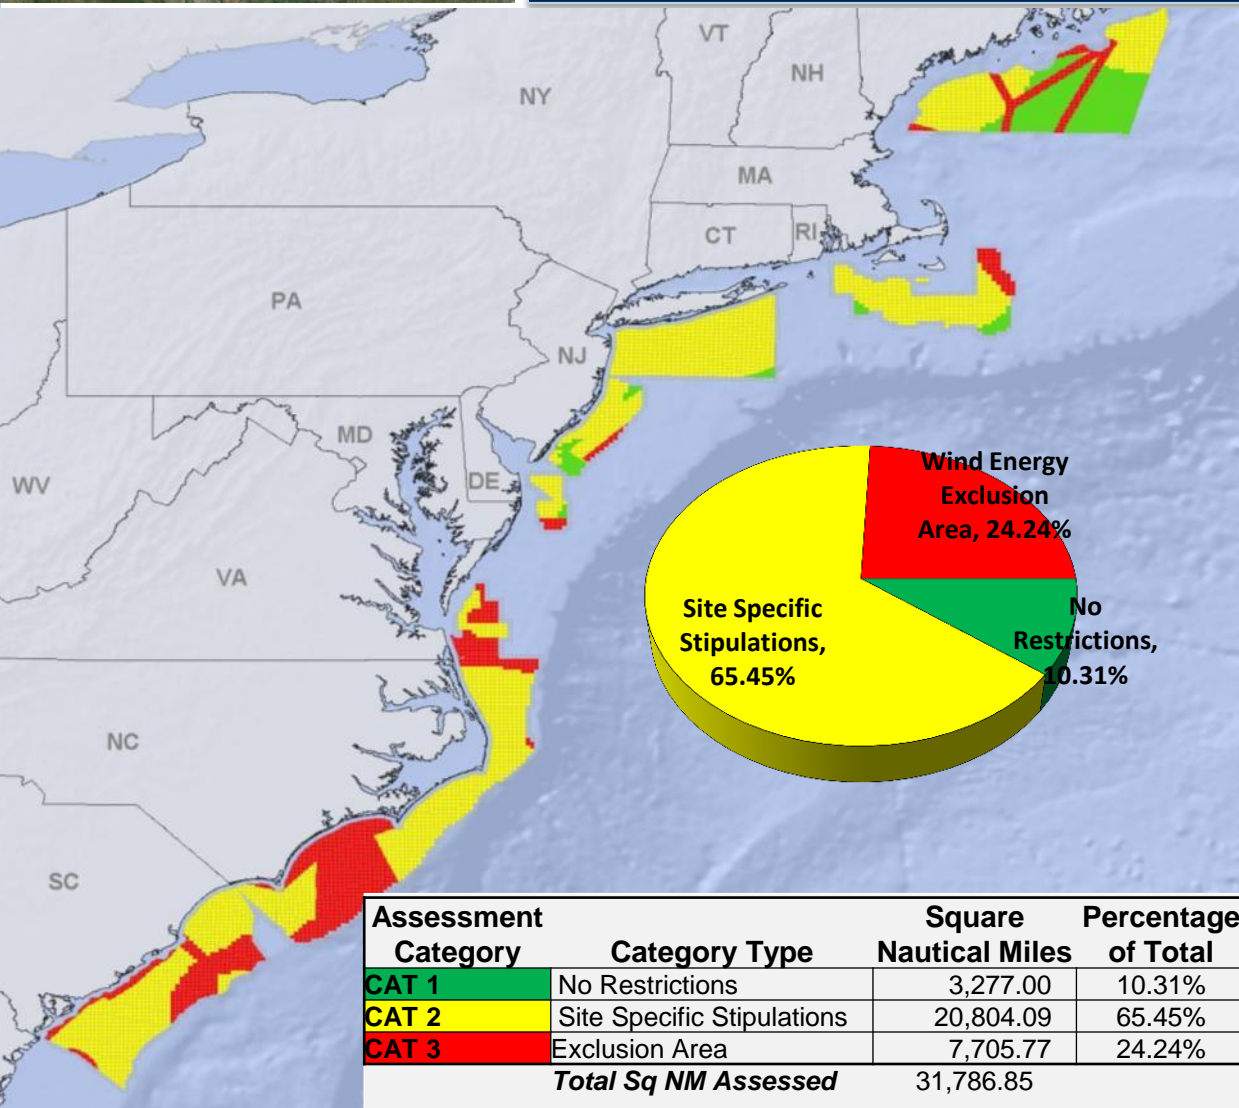 VT
NH
NY
MA
CT
RI
PA
NJ
MD
DE
WV
VA
NC
SC
Wind Energy
Exclusion
Area, 24.24%
Site Specific
Stipulations,
65.45%
No
Restrictions,
10.31%
Assessment Category Category Type Square Nautical Miles Percentage of Total
CAT 1 No Restrictions 3,277.00 10.31%
CAT 2 Site Specific Stipulations 20,804.09 65.45%
CAT 3 Exclusion Area 7,705.77 24.24%
Total Sq NM Assessed 31,786.85